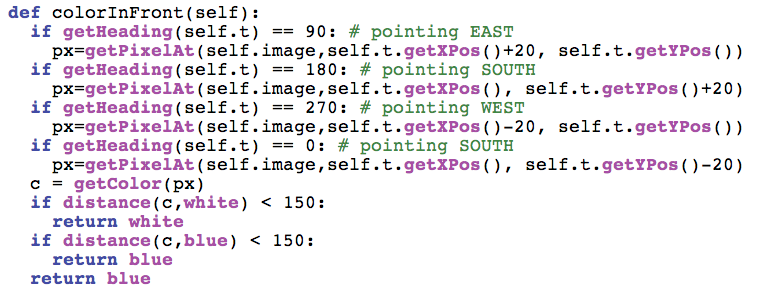 def colorInFront(self):
  if getHeading(self.t) == 90: # pointing EAST
    px=getPixelAt(self.image,self.t.getXPos()+20, self.t.getYPos())
  if getHeading(self.t) == 180: # pointing SOUTH
    px=getPixelAt(self.image,self.t.getXPos(), self.t.getYPos()+20)
  if getHeading(self.t) == 270: # pointing WEST
    px=getPixelAt(self.image,self.t.getXPos()-20, self.t.getYPos())
  if getHeading(self.t) == 0: # pointing SOUTH
    px=getPixelAt(self.image,self.t.getXPos(), self.t.getYPos()-20)
  c = getColor(px)
  if distance(c,white) < 150:
    return white
  if distance(c,blue) < 150:
    return blue
  return blue